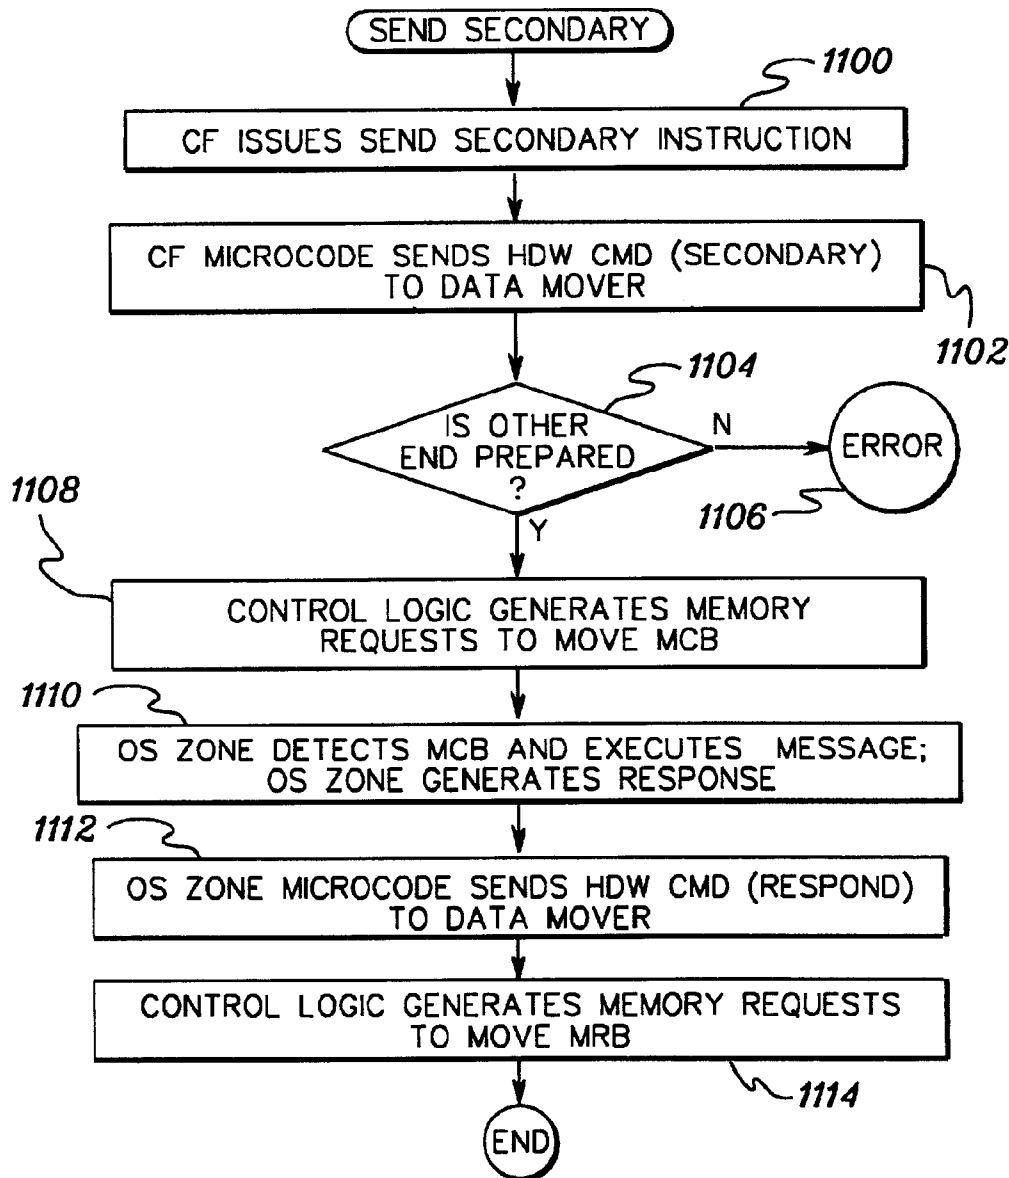 SEND SECONDARY
1100
CF ISSUES SEND SECONDARY INSTRUCTION
CF MICROCODE SENDS HDW CMD (SECONDARY)
TO DATA MOVER
1102
1104
IS OTHER
END PREPARED
?
N
ERROR
1106
Y
1108
CONTROL LOGIC GENERATES MEMORY
REQUESTS TO MOVE MCB
1110
OS ZONE DETECTS MCB AND EXECUTES MESSAGE;
OS ZONE GENERATES RESPONSE
1112
OS ZONE MICROCODE SENDS HDW CMD (RESPOND)
TO DATA MOVER
CONTROL LOGIC GENERATES MEMORY REQUESTS
TO MOVE MRB
1114
END